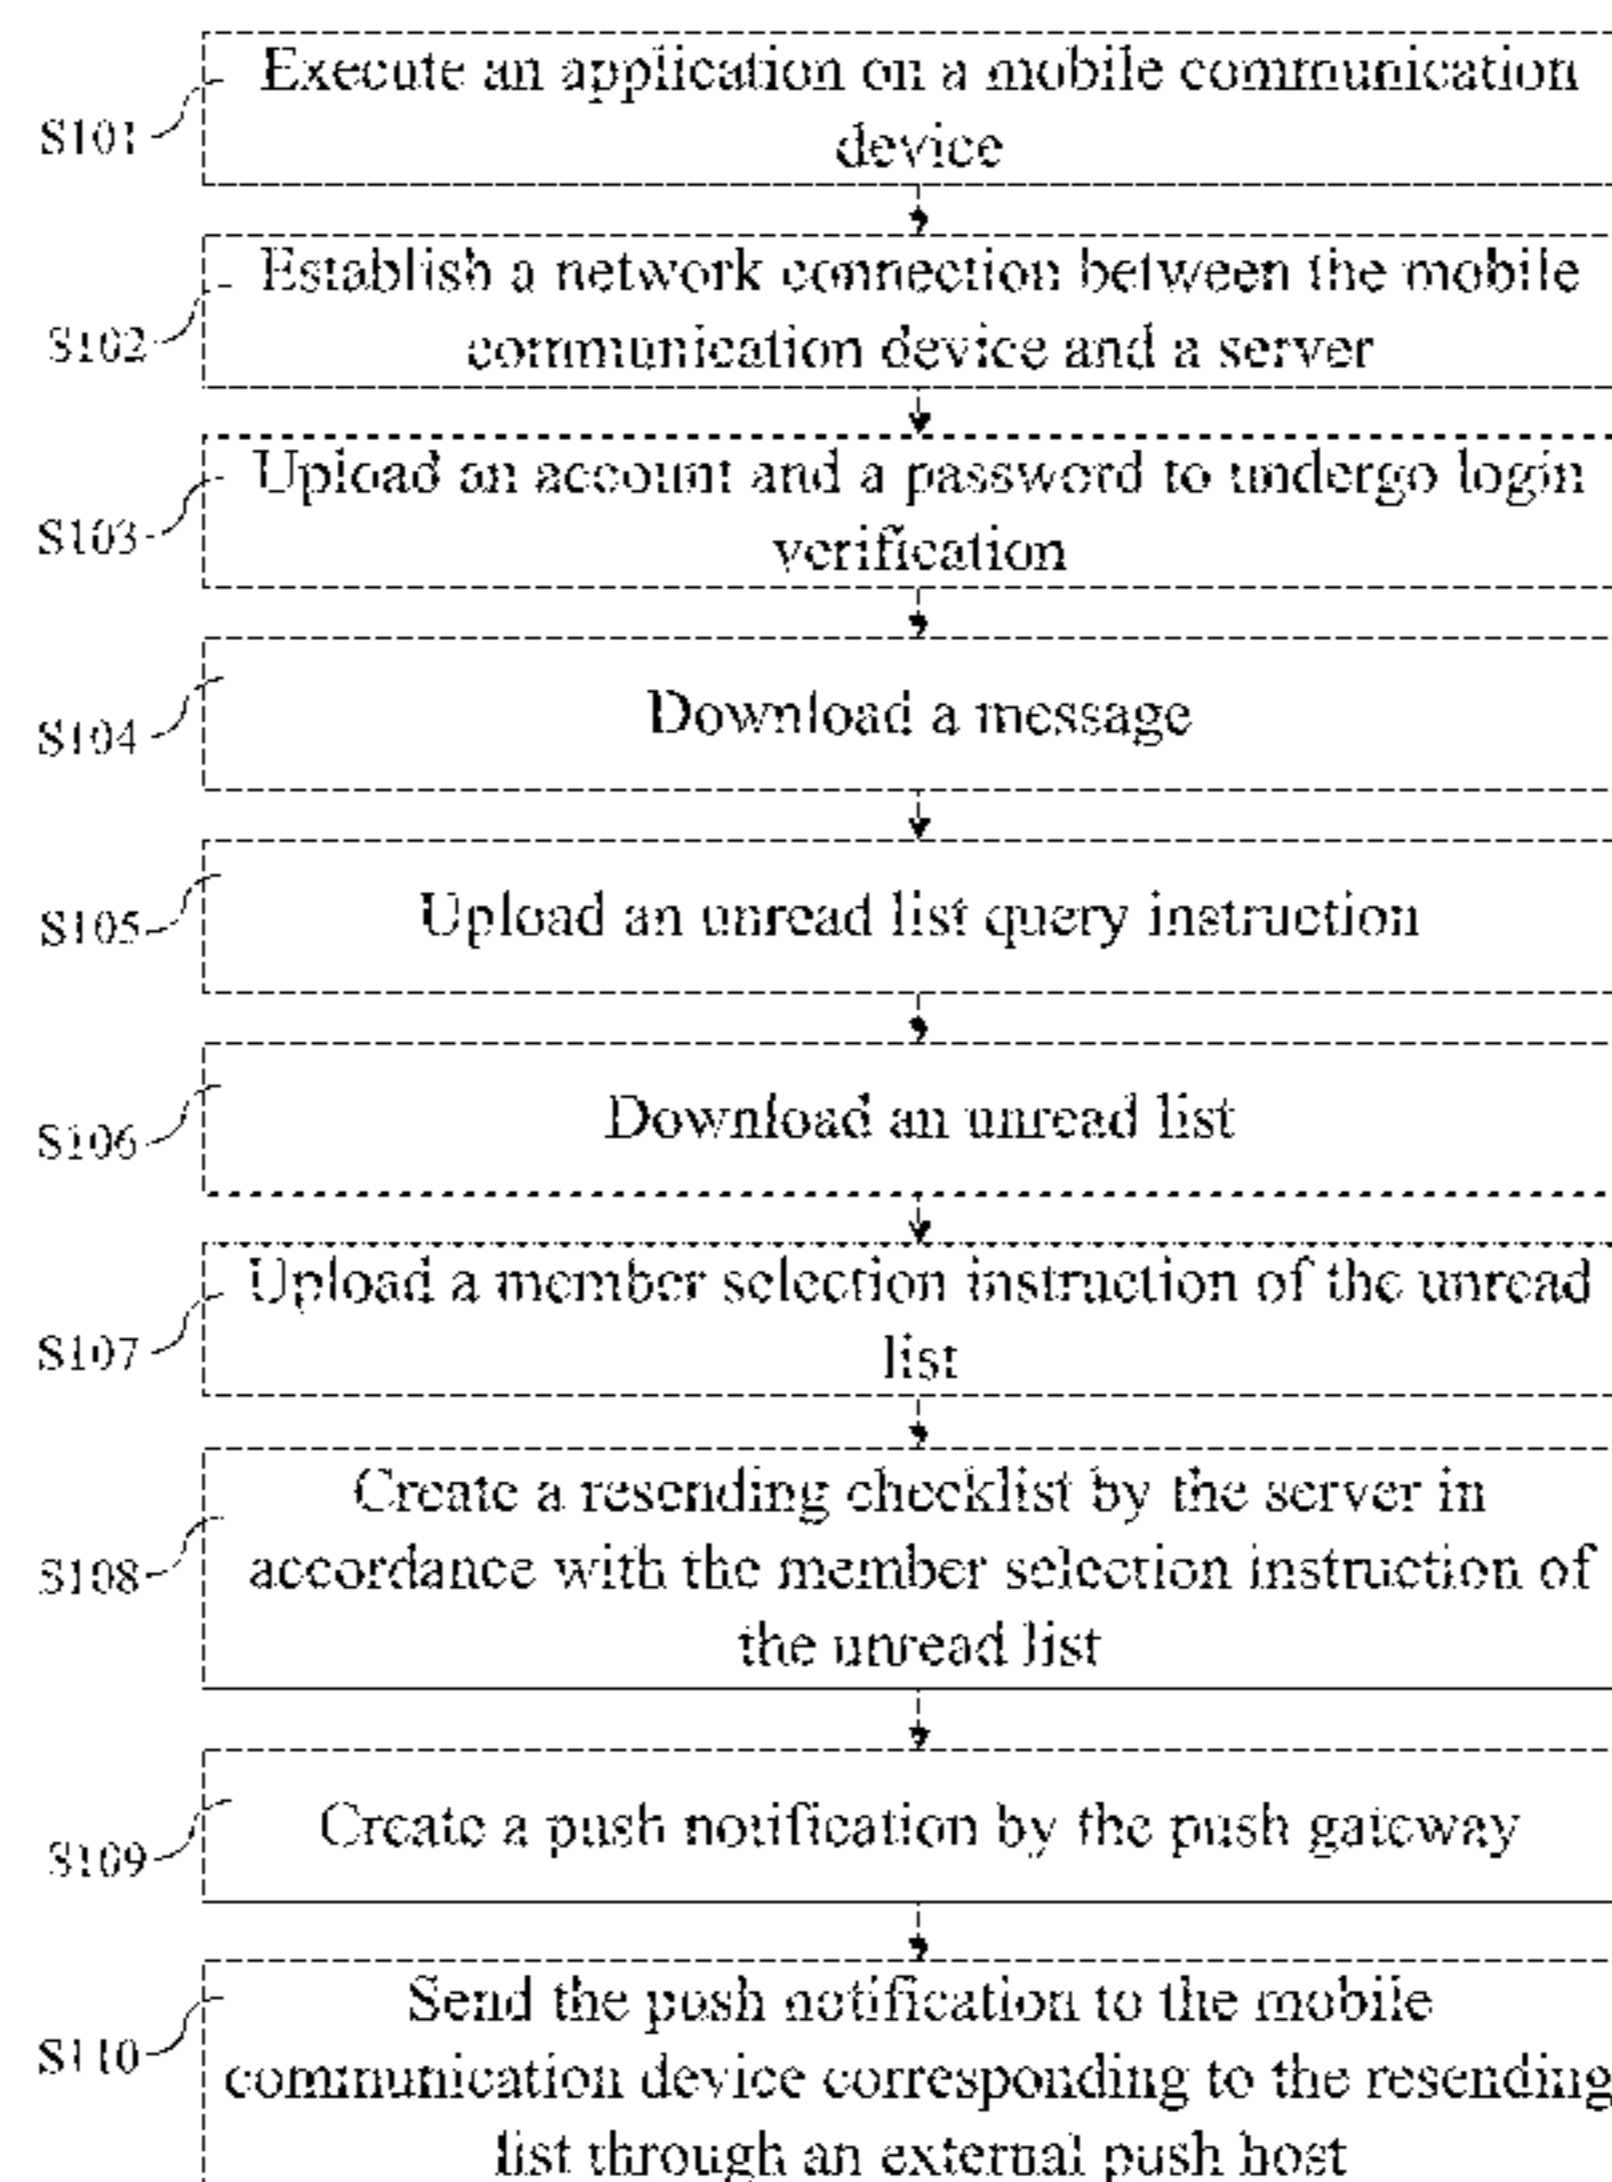 S101
Execute an application on a mobile communication
device
S102
Establish a network connection between the mobile
communication device and a server
S103
Upload an account and a password to undergo login
verification
S104
Download a message
S105
Upload an unread list query instruction
S106
Download an unread list
S107
Upload a member selection instruction of the unread
list
S108
Create a resending checklist by the server in
accordance with the member selection instruction of
the unread list
S109
Create a push notification by the push gateway
S110
Send the push notification to the mobile
communication device corresponding to the resending
list through an external push host